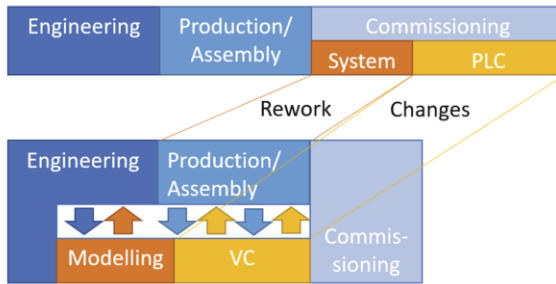 Engineering
Production/
Assembly
Commissioning
System
PLC
Rework
Changes
Engineering
Production/
Assembly
Modelling
VC
Commis-
sioning